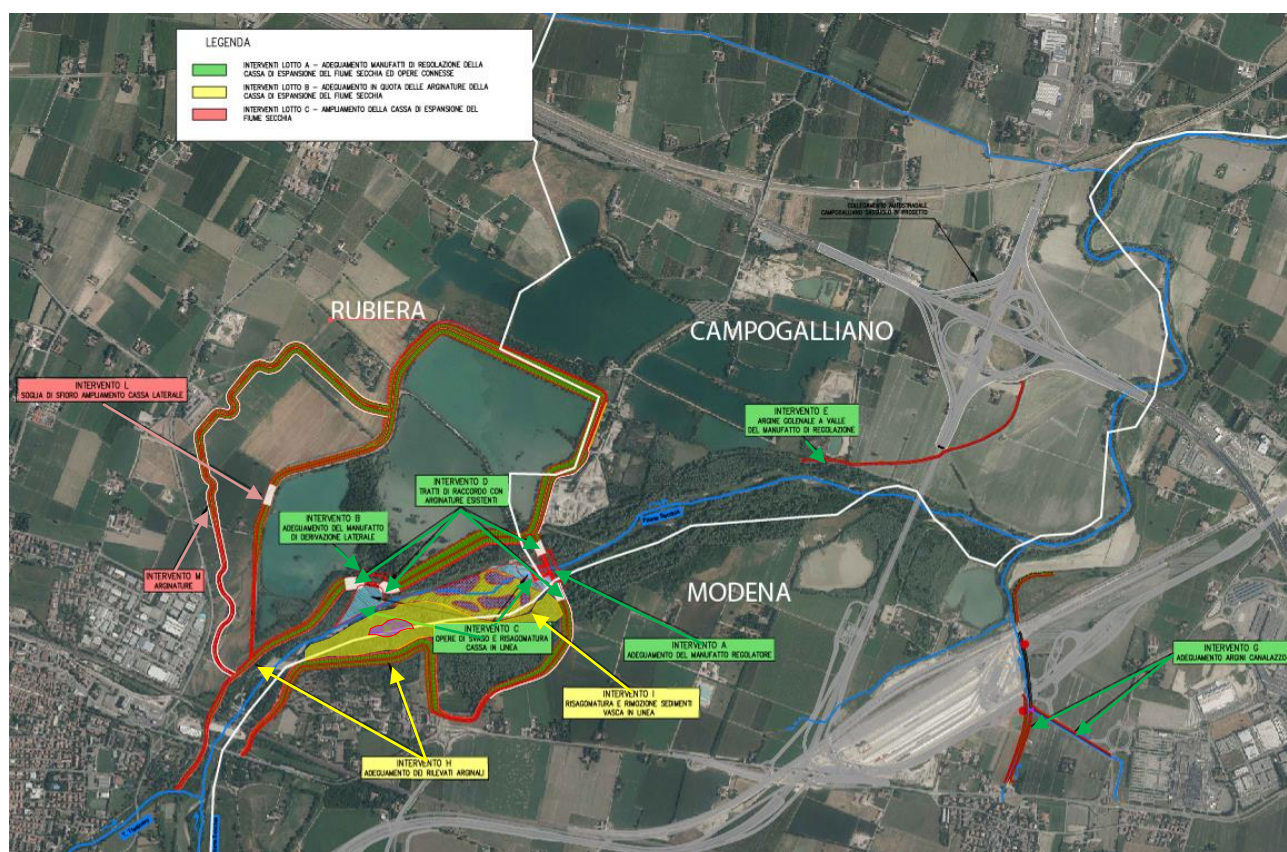 LEGENDA
INTERVENTI LOTTO A – ADEGUAMENTO MANUFATTI DI REGOLAZIONE DELLA
CASSA DI ESPANSIONE DEL FIUME SECCHIA ED OPERE CONNESSE
INTERVENTI LOTTO B – ADEGUAMENTO IN QUOTA DELLE ARGINATURE DELLA
CASSA DI ESPANSIONE DEL FIUME SECCHIA
INTERVENTI LOTTO C – AMPLIAMENTO DELLA CASSA DI ESPANSIONE DEL
FIUME SECCHIA
COLLEGAMENTO AUTOSTRADALE
CAMPOGALLIANO SASSUOLO IN PROGETTO
RUBIERA
CAMPOGALLIANO
INTERVENTO L
SOGLIA DI SFIORO AMPLIAMENTO CASSA LATERALE
INTERVENTO E
ARGINE GOLENALE A VALLE
DEL MANUFATTO DI REGOLAZIONE
INTERVENTO D
TRATTI DI RACCORDO CON
ARGINATURE ESISTENTI
INTERVENTO B
ADEGUAMENTO DEL MANUFATTO
DI DERIVAZIONE LATERALE
Fiume Secchia
INTERVENTO M
ARGINATURE
MODENA
INTERVENTO C
OPERE DI SVASO E RISAGOMATURA
CASSA IN LINEA
INTERVENTO A
ADEGUAMENTO DEL MANUFATTO REGOLATORE
INTERVENTO G
ADEGUAMENTO ARGINI CANALAZZO
INTERVENTO I
RISAGOMATURA E RIMOZIONE SEDIMENTI
VASCA IN LINEA
INTERVENTO H
ADEGUAMENTO DEI RILEVATI ARGINALI